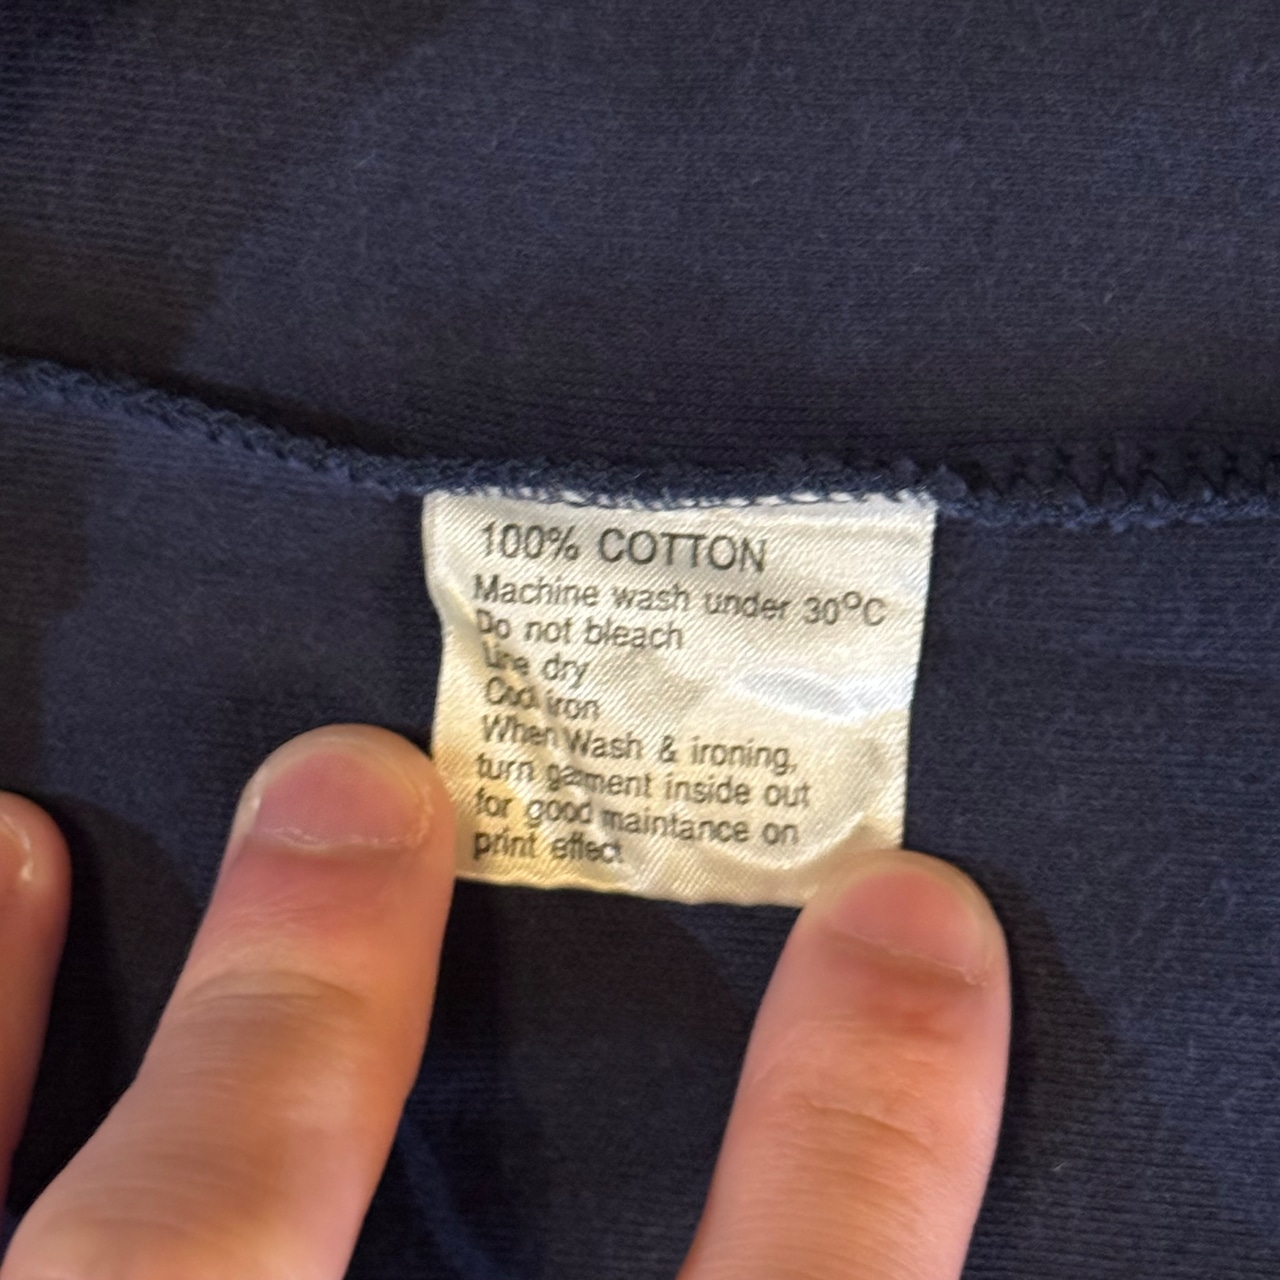 100% COTTON
Machine wash under 30°C
Do not bleach
Line dry
Cool iron
When Wash & ironing,
turn garment inside out
for good maintance on
print effect